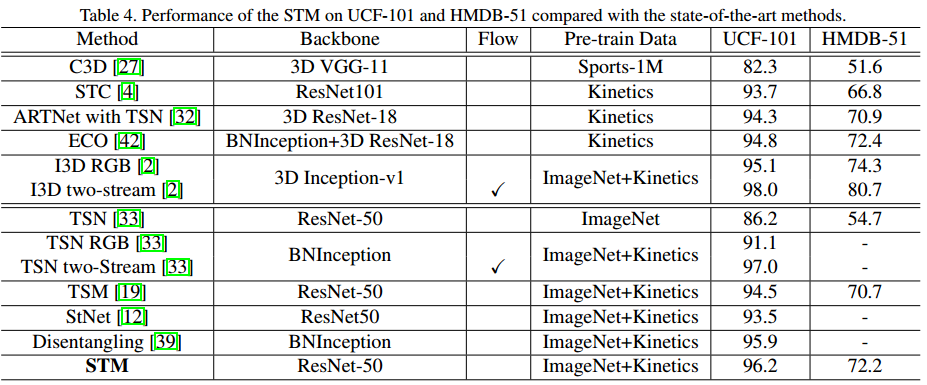 Table 4. Performance of the STM on UCF-101 and HMDB-51 compared with the state-of-the-art methods.
Method Backbone Flow Pre-train Data UCF-101 HMDB-51
C3D [27] 3D VGG-11 Sports-1M 82.3 51.6
STC [4] ResNet101 Kinetics 93.7 66.8
ARTNet with TSN [32] 3D ResNet-18 Kinetics 94.3 70.9
ECO [42] BNInception+3D ResNet-18 Kinetics 94.8 72.4
I3D RGB [2] 3D Inception-v1 ImageNet+Kinetics 95.1 74.3
I3D two-stream [2] ✓ 98.0 80.7
TSN [33] ResNet-50 ImageNet 86.2 54.7
TSN RGB [33] BNInception ImageNet+Kinetics 91.1 -
TSN two-Stream [33] ✓ 97.0 -
TSM [19] ResNet-50 ImageNet+Kinetics 94.5 70.7
StNet [12] ResNet50 ImageNet+Kinetics 93.5 -
Disentangling [39] BNInception ImageNet+Kinetics 95.9 -
STM ResNet-50 ImageNet+Kinetics 96.2 72.2